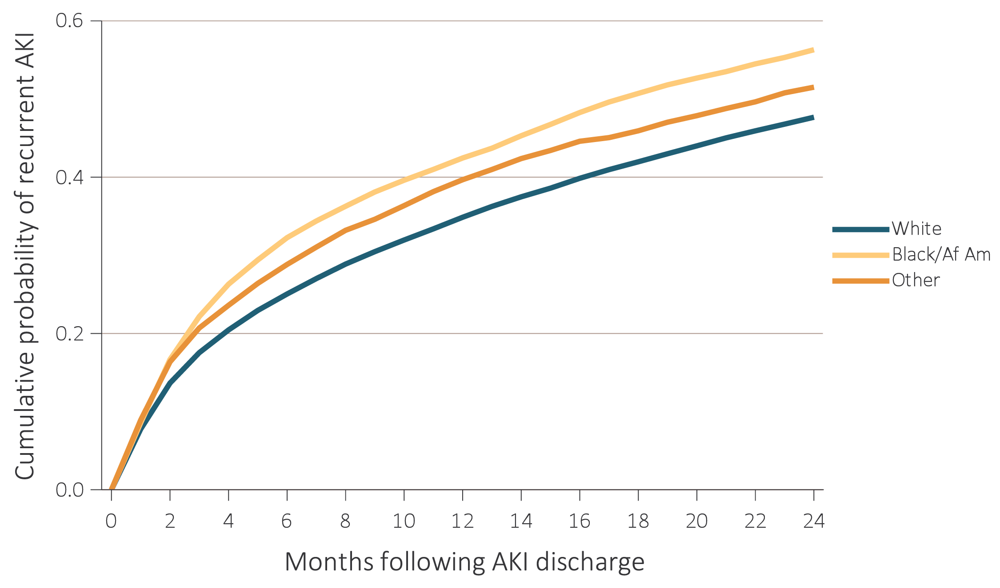 Cumulative probability of recurrent AKI
0.6
0.4
0.2
0.0
0 2 4 6 8 10 12 14 16 18 20 22 24
Months following AKI discharge
White
Black/Af Am
Other